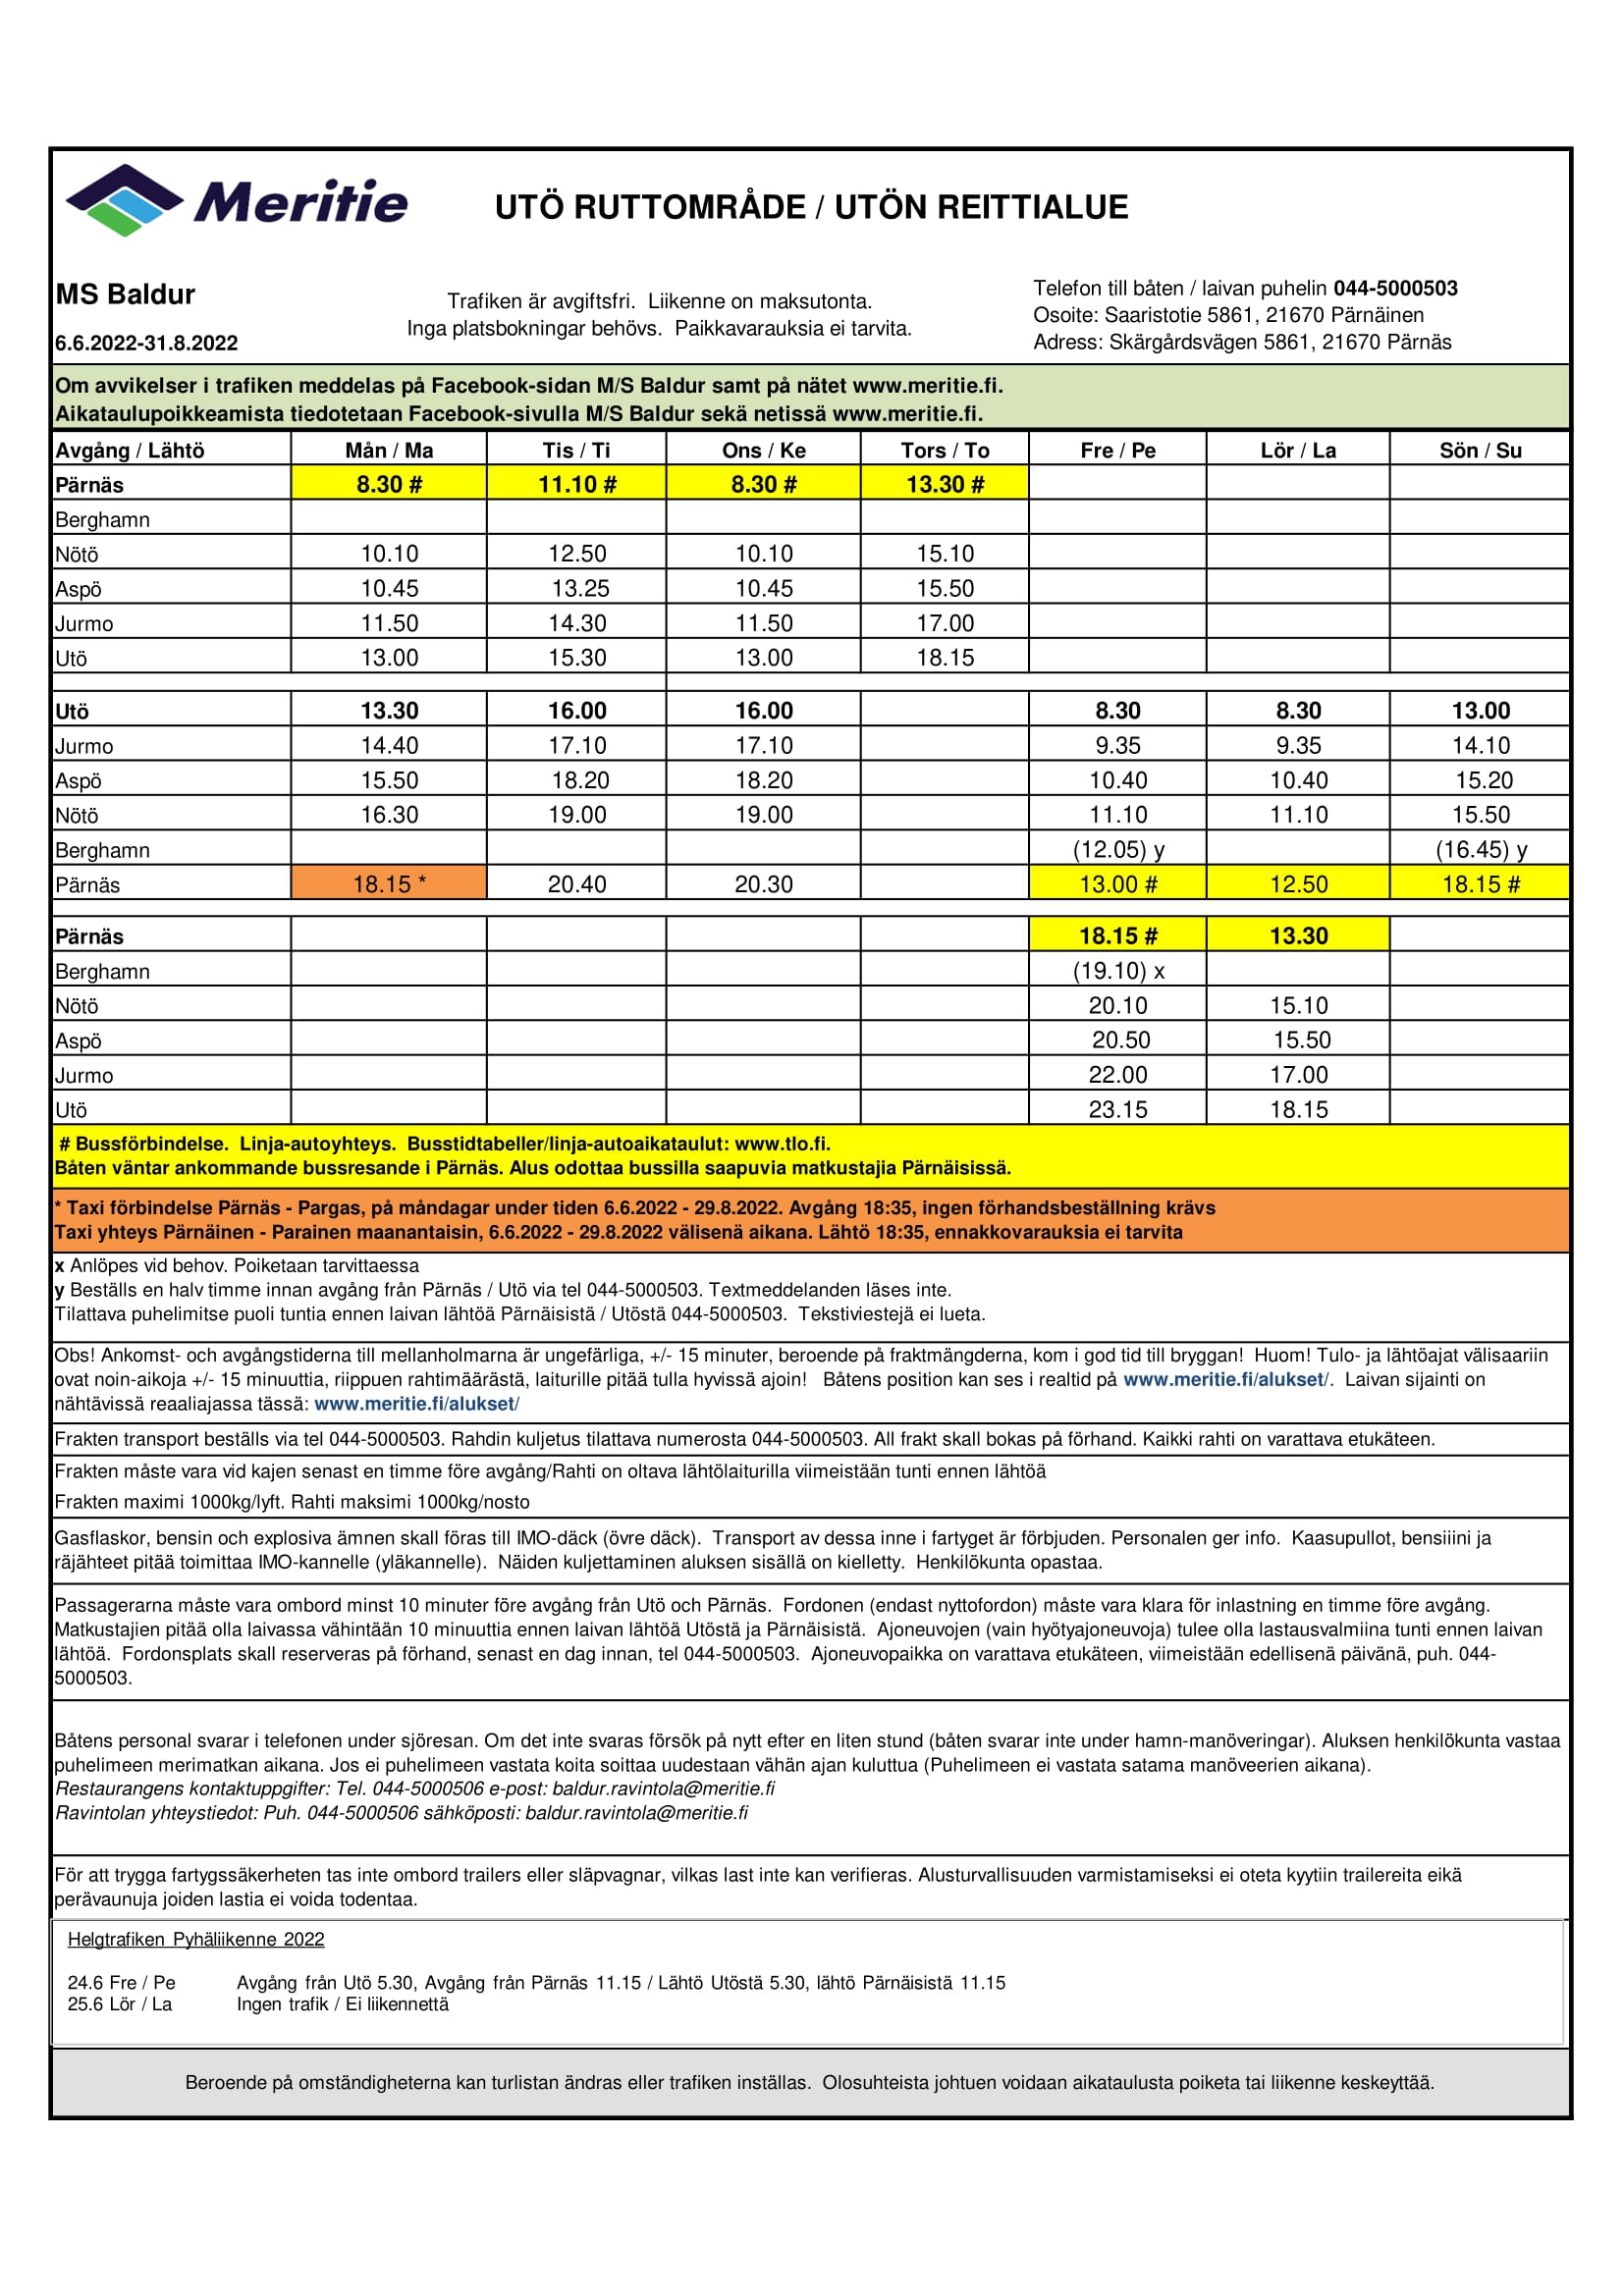 Meritie
UTÖ RUTTOMRÅDE / UTÖN REITTIALUE
MS Baldur
6.6.2022-31.8.2022
Trafiken är avgiftsfri.  Liikenne on maksutonta.
Inga platsbokningar behövs.  Paikkavarauksia ei tarvita.
Telefon till båten / laivan puhelin 044-5000503
Osoite: Saaristotie 5861, 21670 Pärnäinen
Adress: Skärgårdsvägen 5861, 21670 Pärnäs
Om avvikelser i trafiken meddelas på Facebook-sidan M/S Baldur samt på nätet www.meritie.fi.
Aikataulupoikkeamista tiedotetaan Facebook-sivulla M/S Baldur sekä netissä www.meritie.fi.
Avgång / Lähtö Mån / Ma Tis / Ti Ons / Ke Tors / To Fre / Pe Lör / La Sön / Su
Pärnäs 8.30 # 11.10 # 8.30 # 13.30 #
Berghamn
Nötö 10.10 12.50 10.10 15.10
Aspö 10.45 13.25 10.45 15.50
Jurmo 11.50 14.30 11.50 17.00
Utö 13.00 15.30 13.00 18.15
Utö 13.30 16.00 16.00 8.30 8.30 13.00
Jurmo 14.40 17.10 17.10 9.35 9.35 14.10
Aspö 15.50 18.20 18.20 10.40 10.40 15.20
Nötö 16.30 19.00 19.00 11.10 11.10 15.50
Berghamn (12.05) y (16.45) y
Pärnäs 18.15 * 20.40 20.30 13.00 # 12.50 18.15 #
Pärnäs 18.15 # 13.30
Berghamn (19.10) x
Nötö 20.10 15.10
Aspö 20.50 15.50
Jurmo 22.00 17.00
Utö 23.15 18.15
# Bussförbindelse.  Linja-autoyhteys.  Busstidtabeller/linja-autoaikataulut: www.tlo.fi.
Båten väntar ankommande bussresande i Pärnäs. Alus odottaa bussilla saapuvia matkustajia Pärnäisissä.
* Taxi förbindelse Pärnäs - Pargas, på måndagar under tiden 6.6.2022 - 29.8.2022. Avgång 18:35, ingen förhandsbeställning krävs
Taxi yhteys Pärnäinen - Parainen maanantaisin, 6.6.2022 - 29.8.2022 välisenä aikana. Lähtö 18:35, ennakkovarauksia ei tarvita
x Anlöpes vid behov. Poiketaan tarvittaessa
y Beställs en halv timme innan avgång från Pärnäs / Utö via tel 044-5000503. Textmeddelanden läses inte.
Tilattava puhelimitse puoli tuntia ennen laivan lähtöä Pärnäisistä / Utöstä 044-5000503.  Tekstiviestejä ei lueta.
Obs! Ankomst- och avgångstiderna till mellanholmarna är ungefärliga, +/- 15 minuter, beroende på fraktmängderna, kom i god tid till bryggan!  Huom! Tulo- ja lähtöajat välisaariin
ovat noin-aikoja +/- 15 minuuttia, riippuen rahtimäärästä, laiturille pitää tulla hyvissä ajoin!   Båtens position kan ses i realtid på www.meritie.fi/alukset/.  Laivan sijainti on
nähtävissä reaaliajassa tässä: www.meritie.fi/alukset/
Frakten transport beställs via tel 044-5000503. Rahdin kuljetus tilattava numerosta 044-5000503. All frakt skall bokas på förhand. Kaikki rahti on varattava etukäteen.
Frakten måste vara vid kajen senast en timme före avgång/Rahti on oltava lähtölaiturilla viimeistään tunti ennen lähtöä
Frakten maximi 1000kg/lyft. Rahti maksimi 1000kg/nosto
Gasflaskor, bensin och explosiva ämnen skall föras till IMO-däck (övre däck).  Transport av dessa inne i fartyget är förbjuden. Personalen ger info.  Kaasupullot, bensiiini ja
räjähteet pitää toimittaa IMO-kannelle (yläkannelle).  Näiden kuljettaminen aluksen sisällä on kielletty.  Henkilökunta opastaa.
Passagerarna måste vara ombord minst 10 minuter före avgång från Utö och Pärnäs.  Fordonen (endast nyttofordon) måste vara klara för inlastning en timme före avgång.
Matkustajien pitää olla laivassa vähintään 10 minuuttia ennen laivan lähtöä Utöstä ja Pärnäisistä.  Ajoneuvojen (vain hyötyajoneuvoja) tulee olla lastausvalmiina tunti ennen laivan
lähtöä.  Fordonsplats skall reserveras på förhand, senast en dag innan, tel 044-5000503.  Ajoneuvopaikka on varattava etukäteen, viimeistään edellisenä päivänä, puh. 044-
5000503.
Båtens personal svarar i telefonen under sjöresan. Om det inte svaras försök på nytt efter en liten stund (båten svarar inte under hamn-manöveringar). Aluksen henkilökunta vastaa
puhelimeen merimatkan aikana. Jos ei puhelimeen vastata koita soittaa uudestaan vähän ajan kuluttua (Puhelimeen ei vastata satama manöveerien aikana).
Restaurangens kontaktuppgifter: Tel. 044-5000506 e-post: baldur.ravintola@meritie.fi
Ravintolan yhteystiedot: Puh. 044-5000506 sähköposti: baldur.ravintola@meritie.fi
För att trygga fartygssäkerheten tas inte ombord trailers eller släpvagnar, vilkas last inte kan verifieras. Alusturvallisuuden varmistamiseksi ei oteta kyytiin trailereita eikä
perävaunuja joiden lastia ei voida todentaa.
Helgtrafiken Pyhäliikenne 2022
24.6 Fre / Pe Avgång från Utö 5.30, Avgång från Pärnäs 11.15 / Lähtö Utöstä 5.30, lähtö Pärnäisistä 11.15
25.6 Lör / La Ingen trafik / Ei liikennettä
Beroende på omständigheterna kan turlistan ändras eller trafiken inställas.  Olosuhteista johtuen voidaan aikataulusta poiketa tai liikenne keskeyttää.